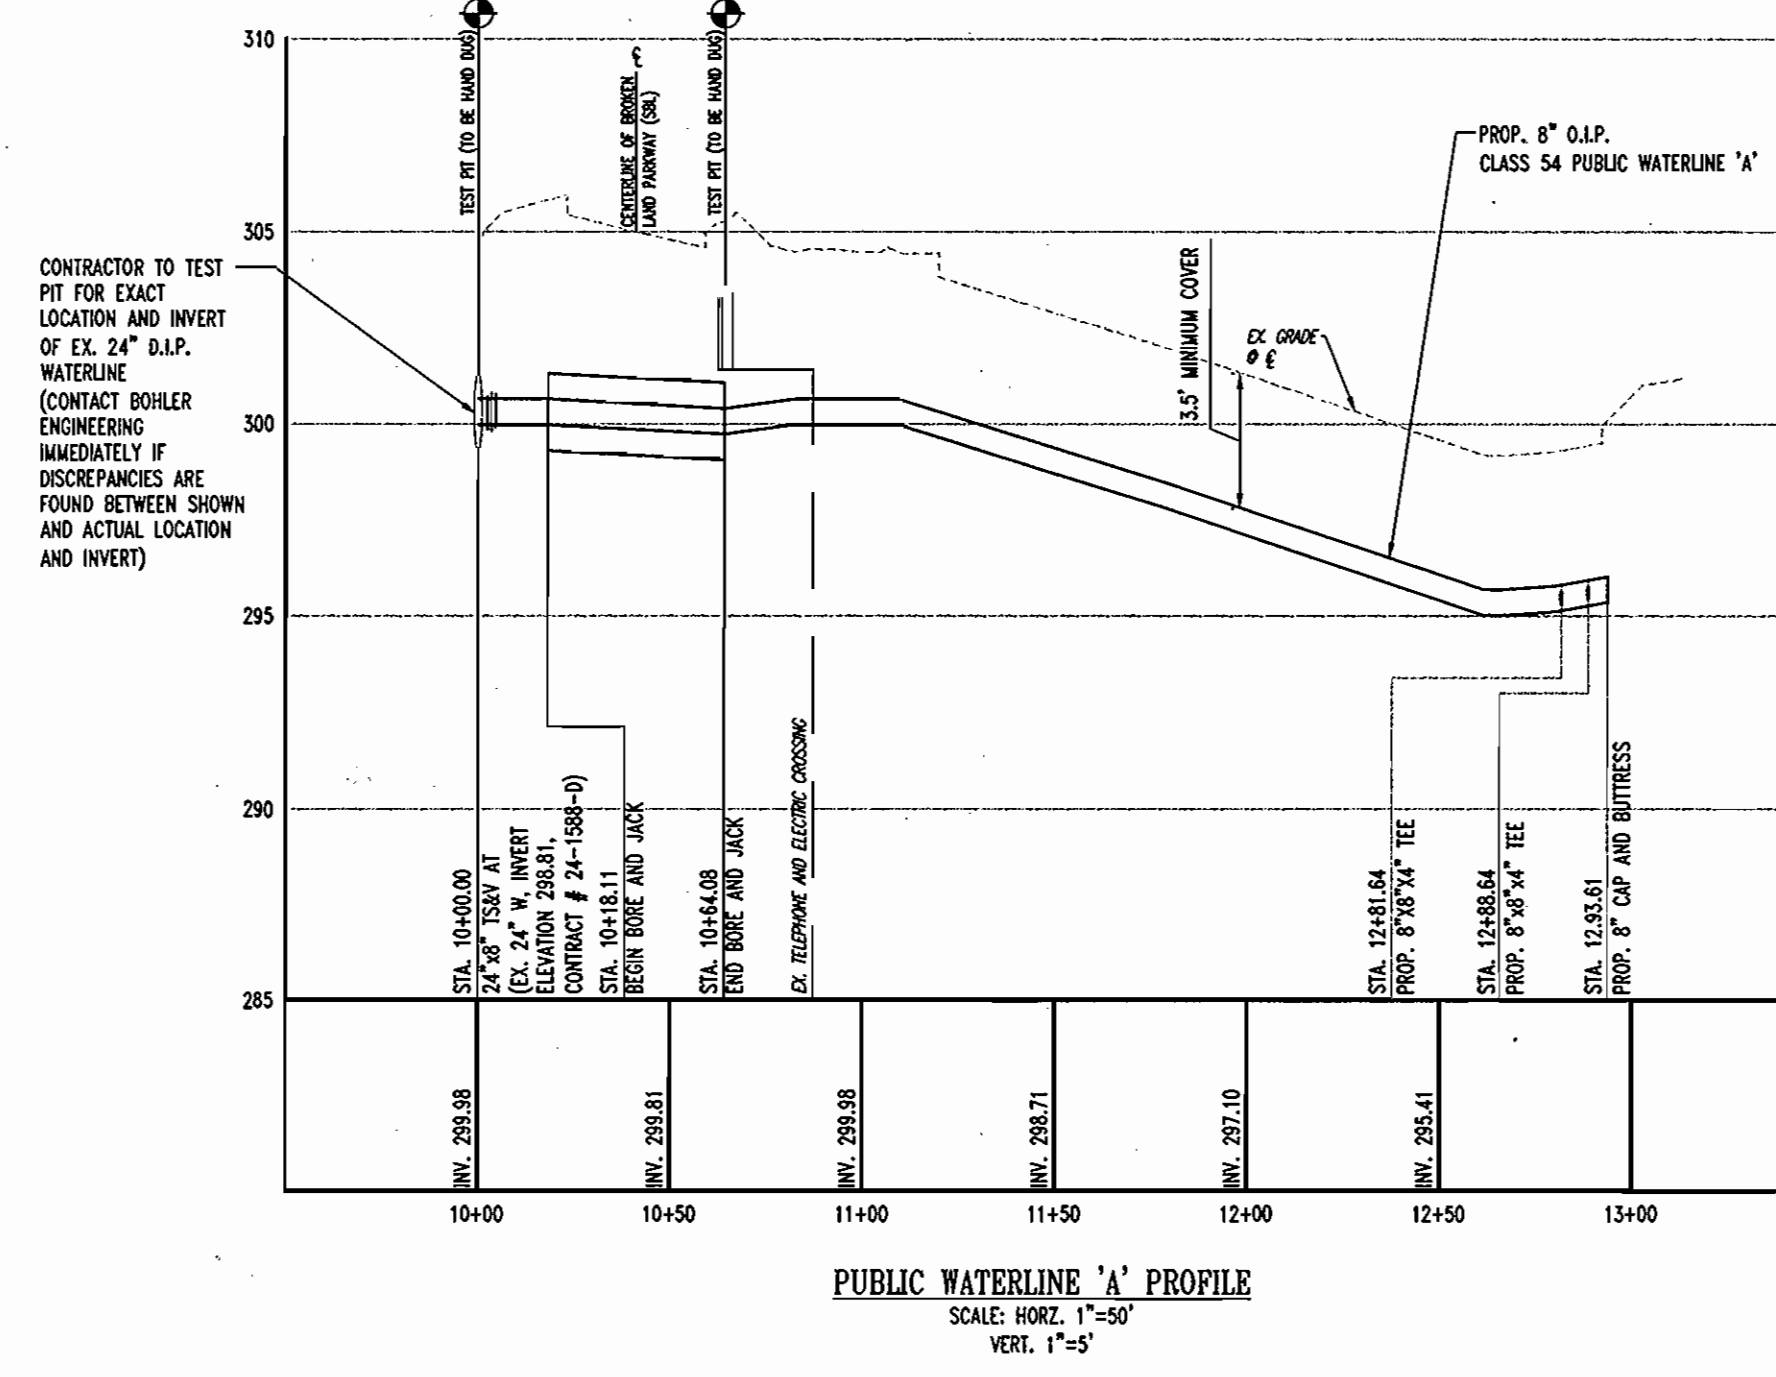 310
305
300
295
290
285
TEST PIT (TO BE HAND DUG)
CENTERLINE OF BROKEN
LAND PARKWAY (SBL)
TEST PIT (TO BE HAND DUG)
PROP. 8" D.I.P.
CLASS 54 PUBLIC WATERLINE 'A'
CONTRACTOR TO TEST
PIT FOR EXACT
LOCATION AND INVERT
OF EX. 24" D.I.P.
WATERLINE
(CONTACT BOHLER
ENGINEERING
IMMEDIATELY IF
DISCREPANCIES ARE
FOUND BETWEEN SHOWN
AND ACTUAL LOCATION
AND INVERT)
3.5' MINIMUM COVER
EX. GRADE
@ ℄
STA. 10+00.00
24"x8" TS&V AT
(EX. 24" W, INVERT
ELEVATION 298.81,
CONTRACT # 24-1588-D)
STA. 10+18.11
BEGIN BORE AND JACK
STA. 10+64.08
END BORE AND JACK
EX. TELEPHONE AND ELECTRIC CROSSING
STA. 12+81.64
PROP. 8"X8"X4" TEE
STA. 12+88.64
PROP. 8"x8"x4" TEE
STA. 12.93.61
PROP. 8" CAP AND BUTTRESS
INV. 299.98
INV. 299.81
INV. 299.98
INV. 298.71
INV. 297.10
INV. 295.41
10+00
10+50
11+00
11+50
12+00
12+50
13+00
PUBLIC WATERLINE 'A' PROFILE
SCALE: HORZ. 1"=50'
VERT. 1"=5'